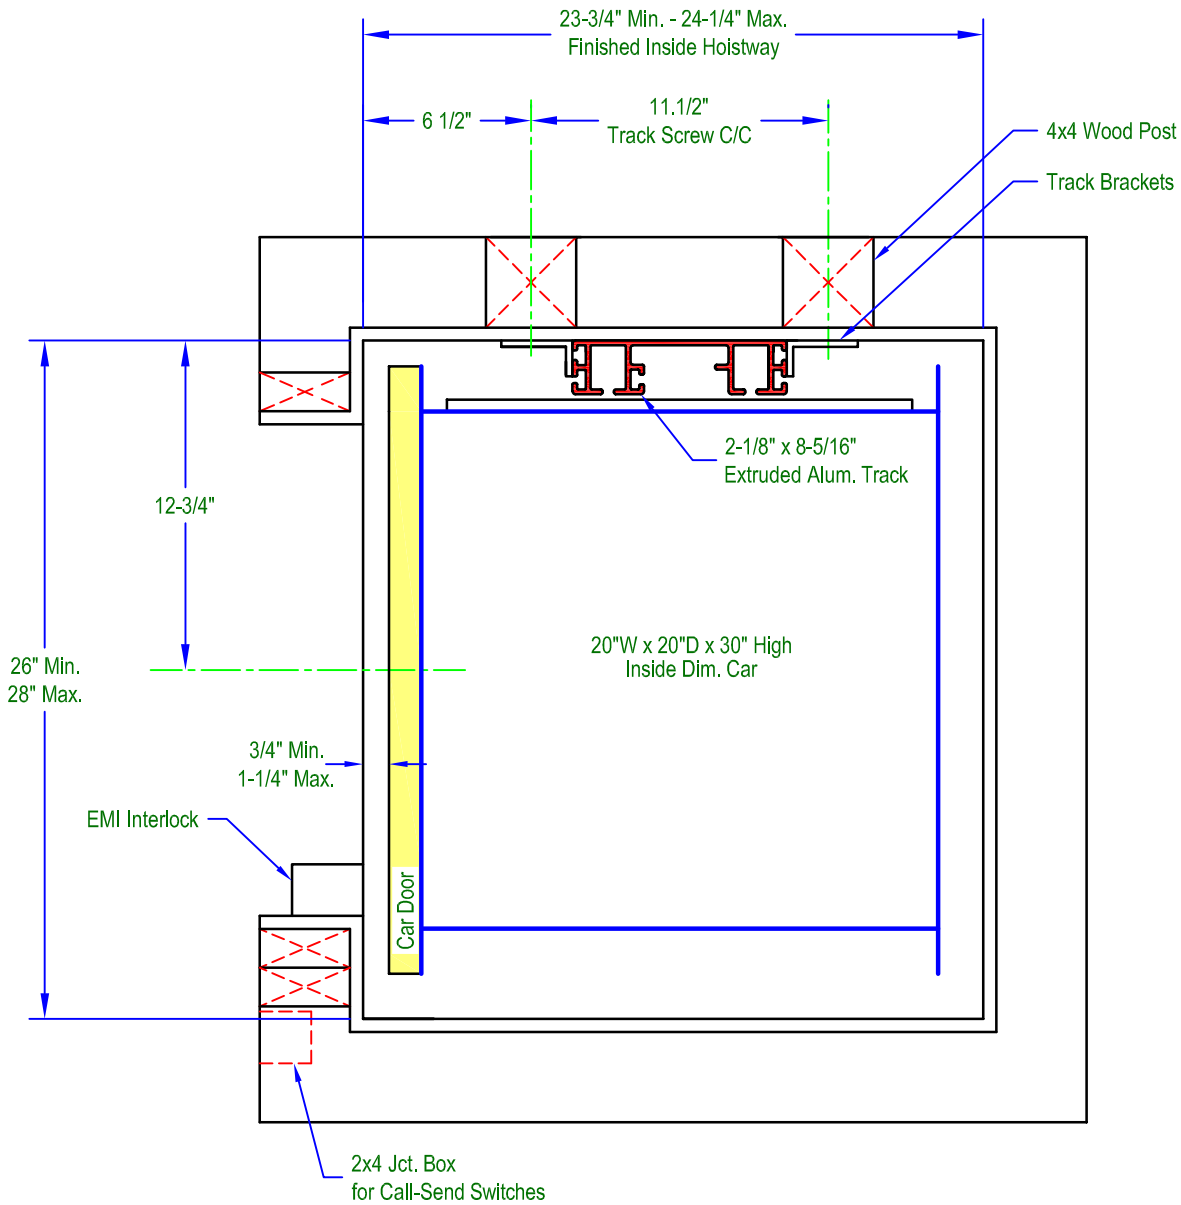 23-3/4" Min. - 24-1/4" Max.
Finished Inside Hoistway
6 1/2"
11.1/2"
Track Screw C/C
4x4 Wood Post
Track Brackets
2-1/8" x 8-5/16"
Extruded Alum. Track
12-3/4"
20"W x 20"D x 30" High
Inside Dim. Car
26" Min.
28" Max.
3/4" Min.
1-1/4" Max.
EMI Interlock
Car Door
2x4 Jct. Box
for Call-Send Switches